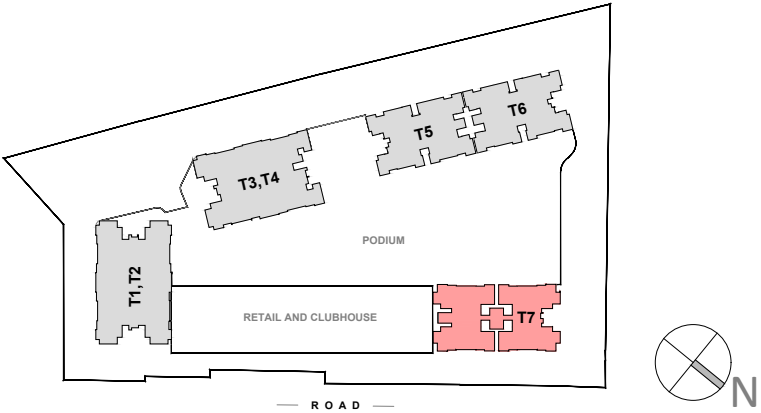 T6
T5
T3,T4
PODIUM
T1,T2
RETAIL AND CLUBHOUSE
T7
ROAD
N